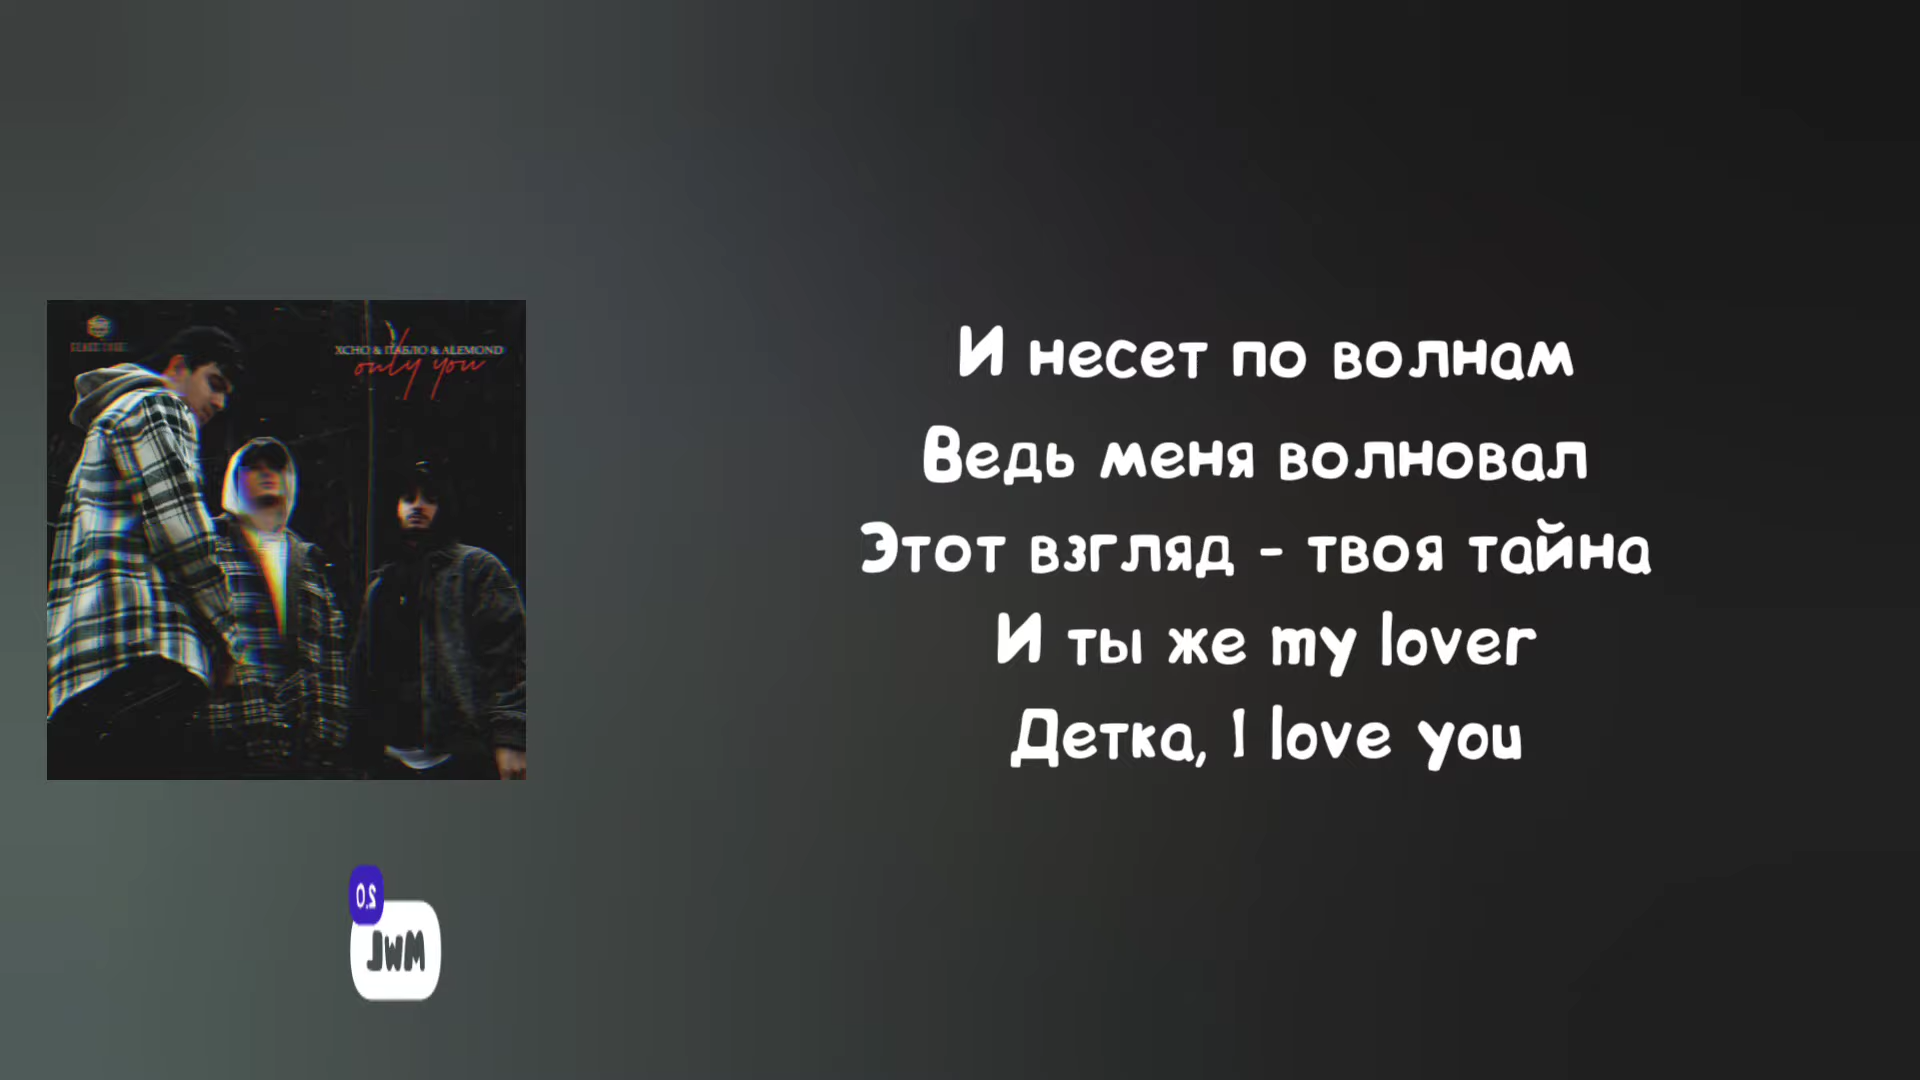 ХСНО & ПАБЛО & ALEMOND
only you
И несет по волнам
Ведь меня волновал
Этот взгляд - твоя тайна
И ты же my lover
Детка, I love you
2.0
JWM